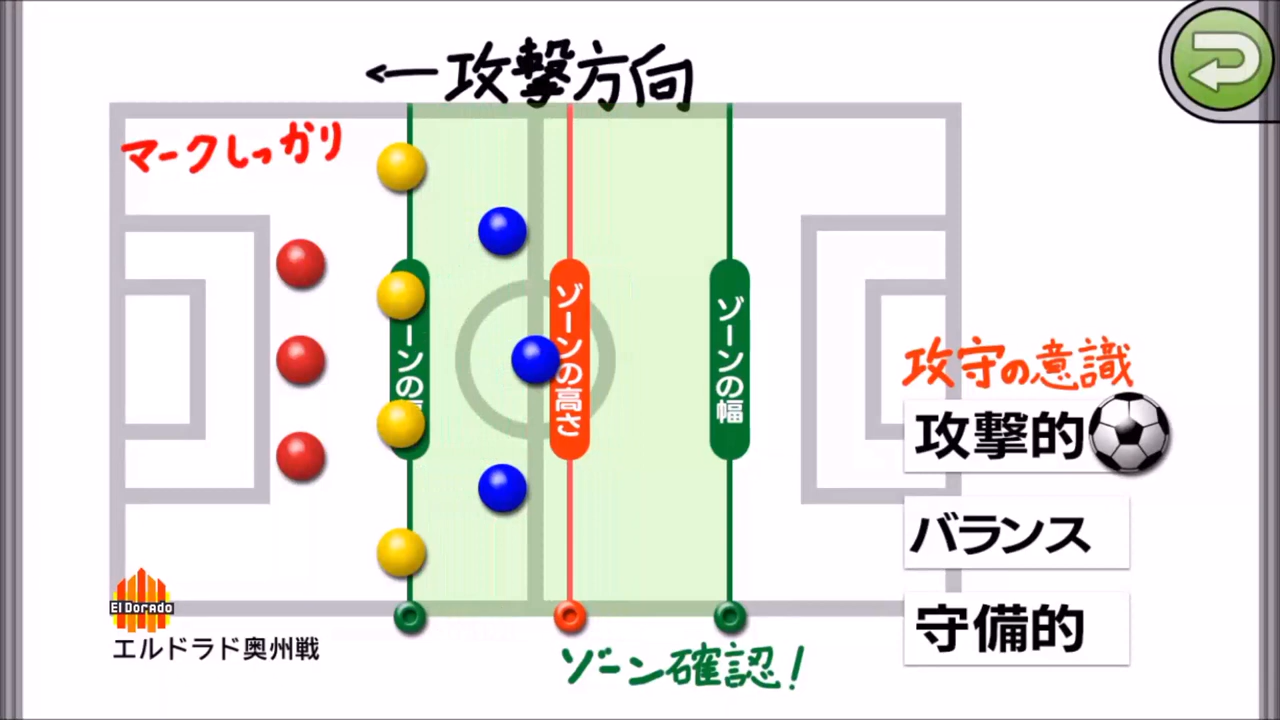 ←攻撃方向
マークしっかり
ゾーンの高さ
ゾーンの幅
攻守の意識
攻撃的
バランス
守備的
El Dorado
エルドラド奥州戦
ゾーン確認!